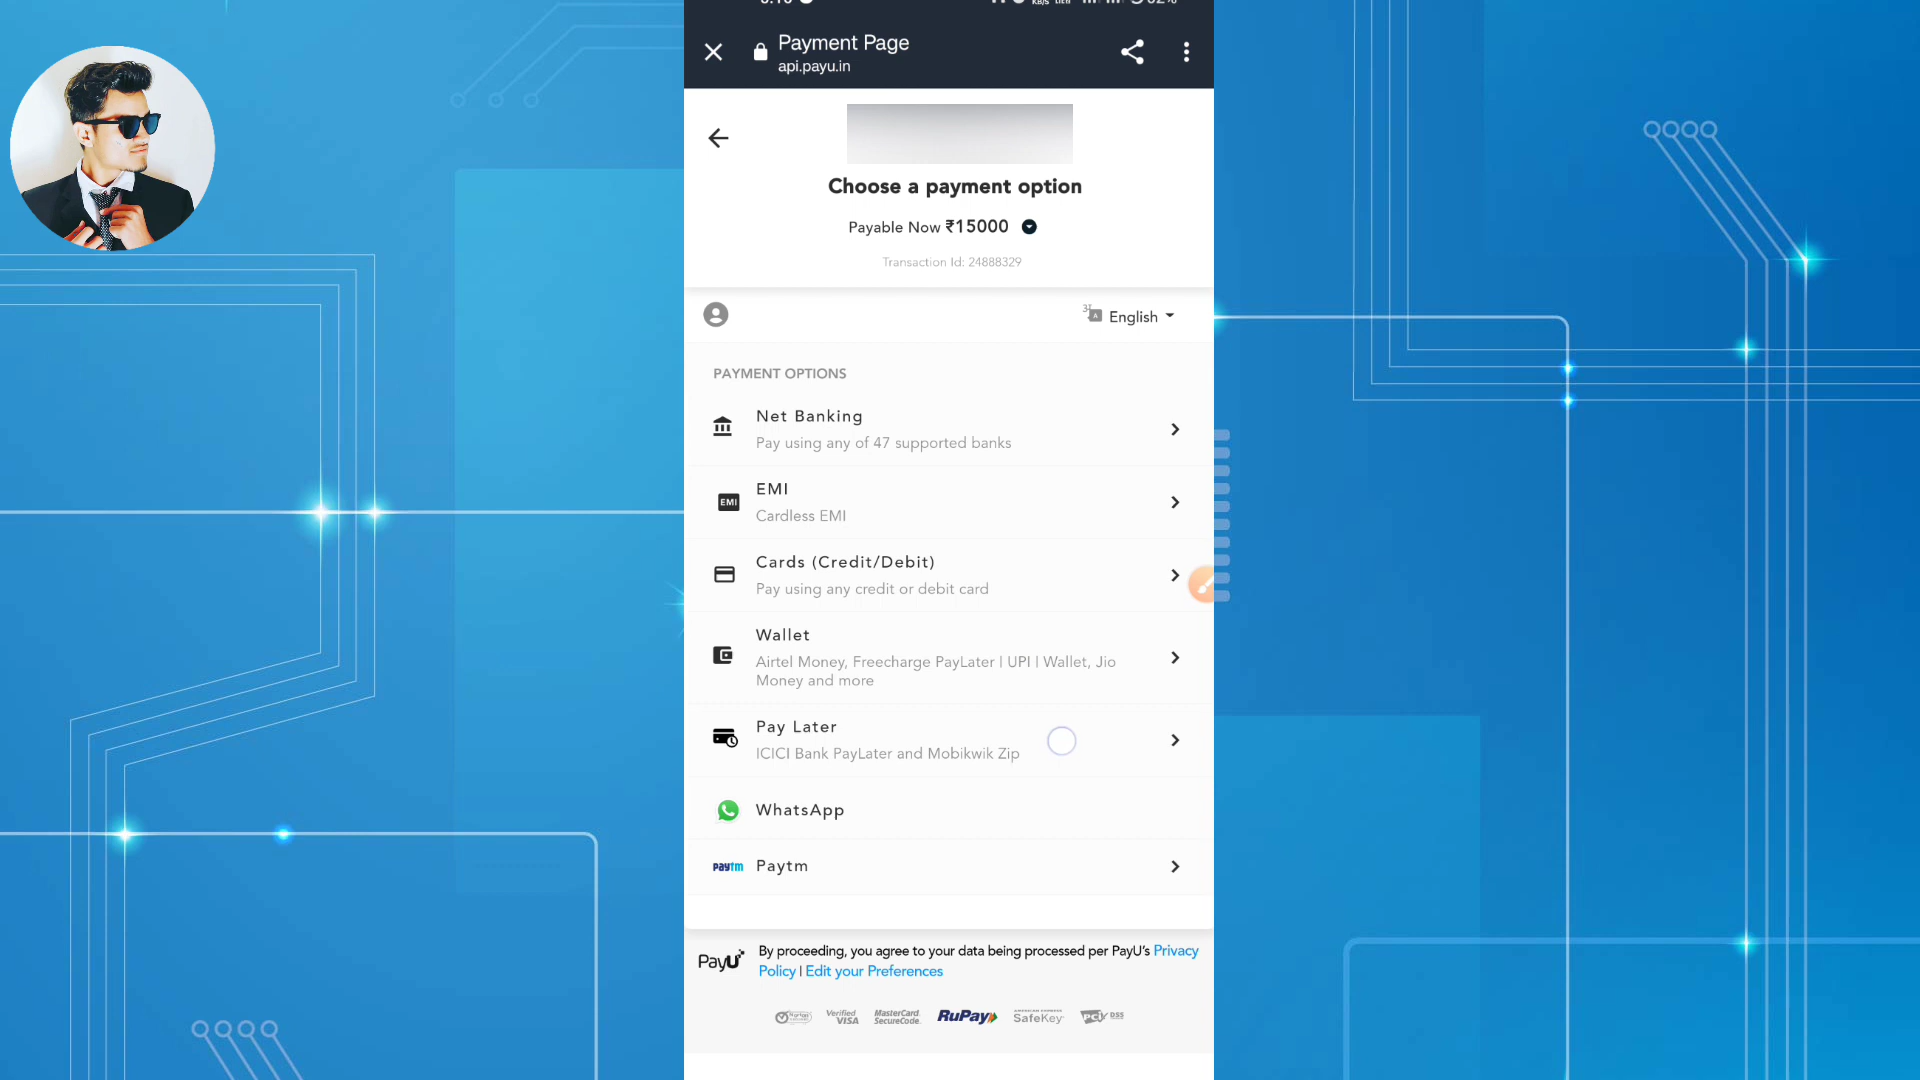 Payment Page
api.payu.in
Choose a payment option
Payable Now ₹15000
Transaction Id: 24888329
English
PAYMENT OPTIONS
Net Banking
Pay using any of 47 supported banks
EMI
EMI
Cardless EMI
Cards (Credit/Debit)
Pay using any credit or debit card
Wallet
Airtel Money, Freecharge PayLater | UPI | Wallet, Jio
Money and more
Pay Later
ICICI Bank PayLater and Mobikwik Zip
WhatsApp
paytm Paytm
PayU
By proceeding, you agree to your data being processed per PayU's Privacy
Policy | Edit your Preferences
Verified
VISA
MasterCard.
SecureCode.
RuPay
AMERICAN EXPRESS
SafeKey
PCI DSS